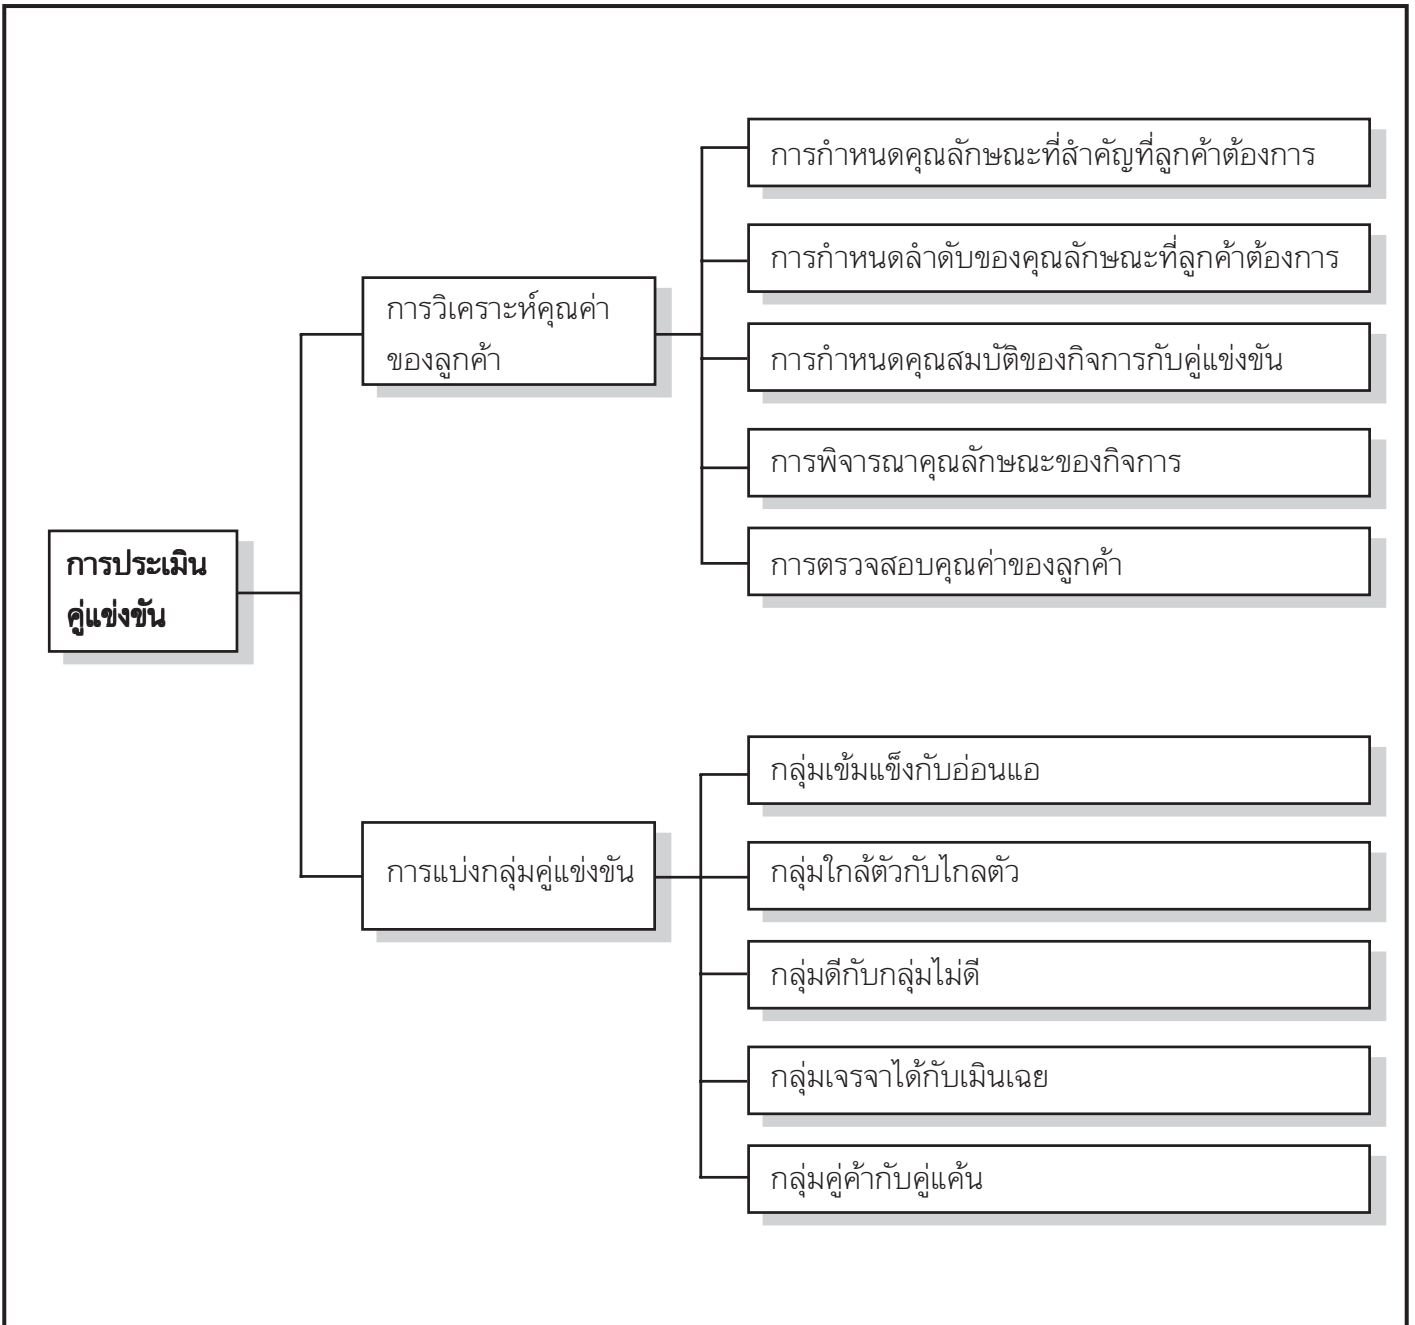 การประเมิน
คู่แข่งขัน
การวิเคราะห์คุณค่า
ของลูกค้า
การกำหนดคุณลักษณะที่สำคัญที่ลูกค้าต้องการ
การกำหนดลำดับของคุณลักษณะที่ลูกค้าต้องการ
การกำหนดคุณสมบัติของกิจการกับคู่แข่งขัน
การพิจารณาคุณลักษณะของกิจการ
การตรวจสอบคุณค่าของลูกค้า
การแบ่งกลุ่มคู่แข่งขัน
กลุ่มเข้มแข็งกับอ่อนแอ
กลุ่มใกล้ตัวกับไกลตัว
กลุ่มดีกับกลุ่มไม่ดี
กลุ่มเจรจาได้กับเมินเฉย
กลุ่มคู่ค้ากับคู่แค้น